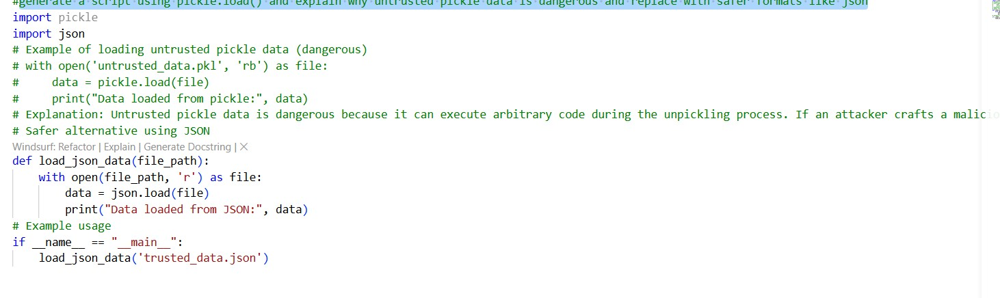 #generate a script using pickle.load() and explain why untrusted pickle data is dangerous and replace with safer formats like json
import pickle
import json
# Example of loading untrusted pickle data (dangerous)
# with open('untrusted_data.pkl', 'rb') as file:
#     data = pickle.load(file)
#     print("Data loaded from pickle:", data)
# Explanation: Untrusted pickle data is dangerous because it can execute arbitrary code during the unpickling process. If an attacker crafts a malicio
# Safer alternative using JSON
Windsurf: Refactor | Explain | Generate Docstring | ×
def load_json_data(file_path):
    with open(file_path, 'r') as file:
        data = json.load(file)
        print("Data loaded from JSON:", data)
# Example usage
if __name__ == "__main__":
    load_json_data('trusted_data.json')